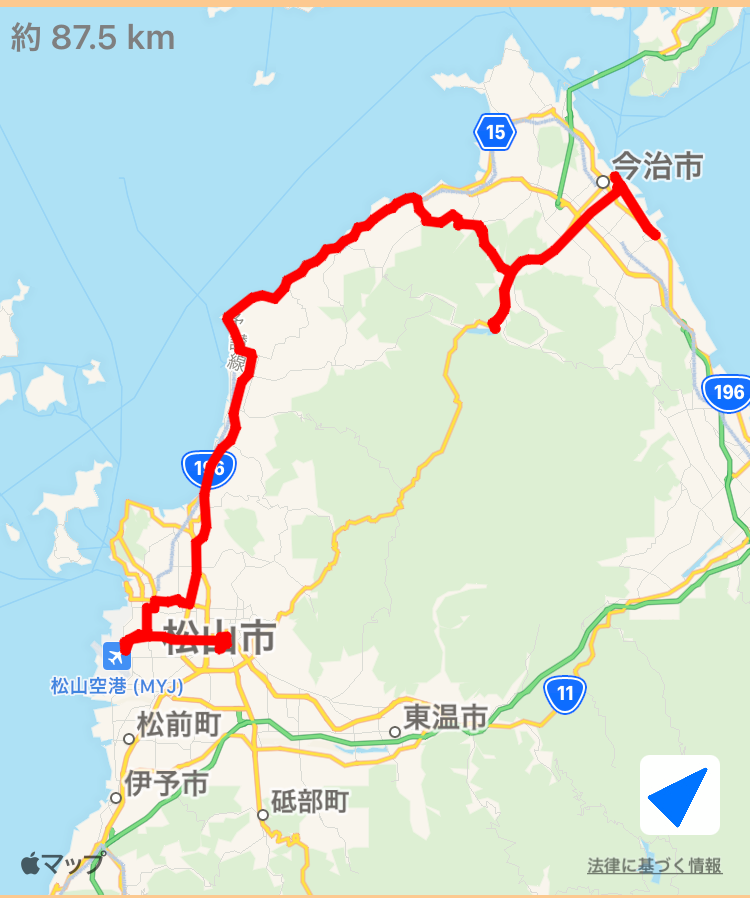 約 87.5 km
15
今治市
線
196
196
松山市
松山空港 (MYJ)
11
東温市
松前町
伊予市
砥部町
マップ
法律に基づく情報